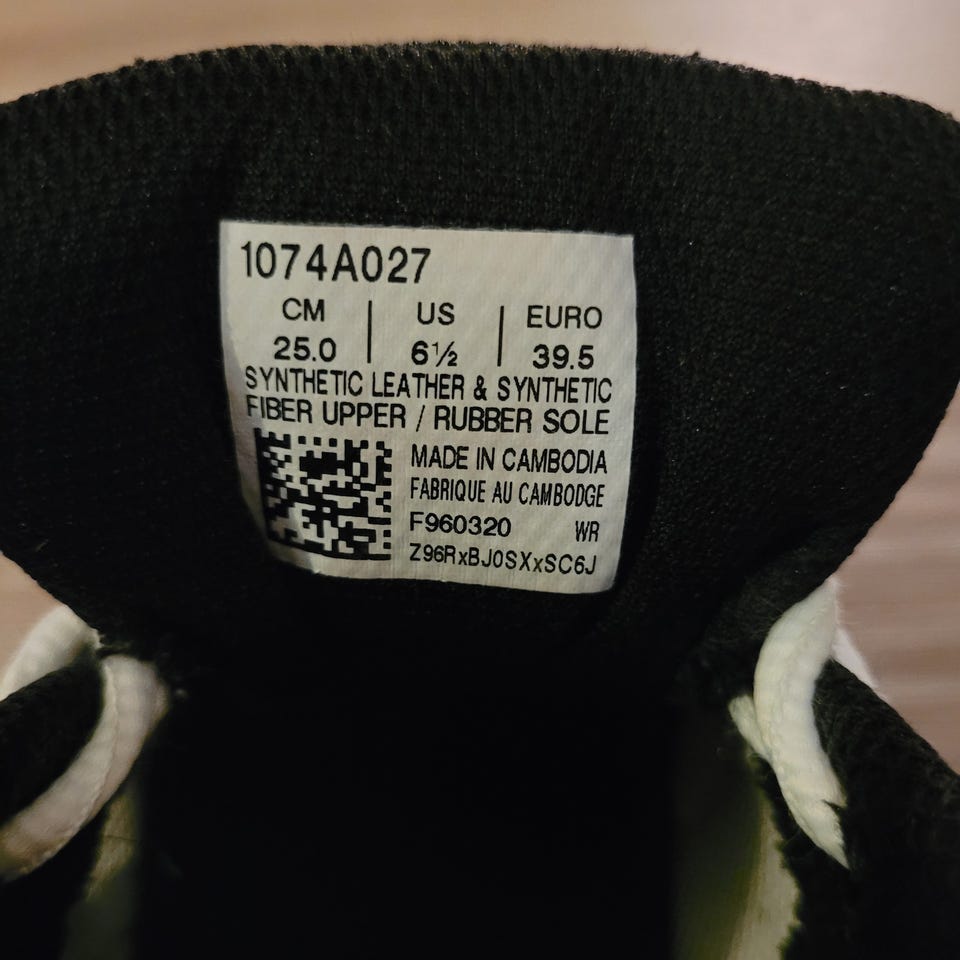 1074A027
CM | US | EURO
25.0 | 6½ | 39.5
SYNTHETIC LEATHER & SYNTHETIC
FIBER UPPER / RUBBER SOLE
MADE IN CAMBODIA
FABRIQUE AU CAMBODGE
F960320 WR
Z96RxBJ0SXxSC6J